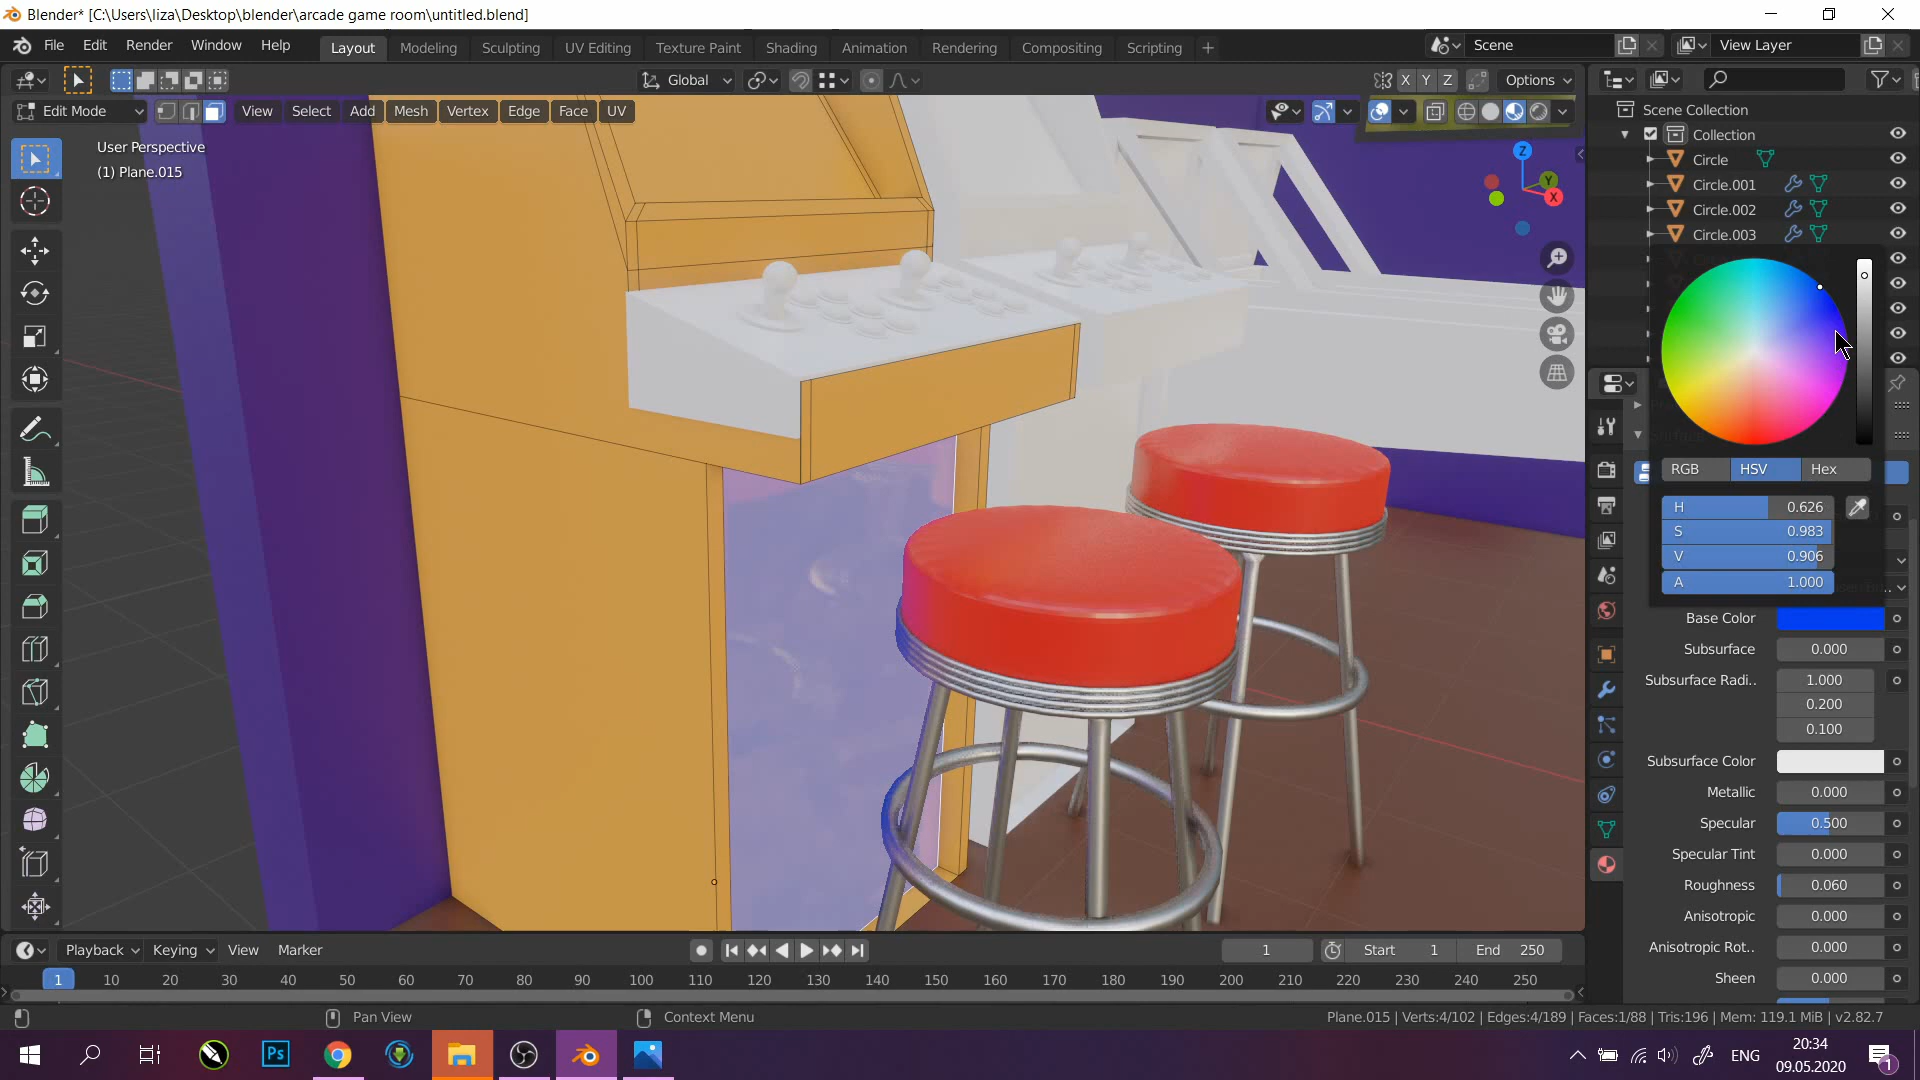 Blender* [C:\Users\liza\Desktop\blender\arcade game room\untitled.blend]
File Edit Render Window Help Layout Modeling Sculpting UV Editing Texture Paint Shading Animation Rendering Compositing Scripting + Scene View Layer
Global X Y Z Options
Edit Mode View Select Add Mesh Vertex Edge Face UV
Scene Collection
Collection
User Perspective
(1) Plane.015
Circle
Circle.001
Circle.002
Circle.003
Z
Y
X
RGB HSV Hex
H 0.626
S 0.983
V 0.906
A 1.000
Base Color
Subsurface 0.000
Subsurface Radi.. 1.000
0.200
0.100
Subsurface Color
Metallic 0.000
Specular 0.500
Specular Tint 0.000
Roughness 0.060
Anisotropic 0.000
Anisotropic Rot.. 0.000
Sheen 0.000
Playback Keying View Marker 1 Start 1 End 250
1 10 20 30 40 50 60 70 80 90 100 110 120 130 140 150 160 170 180 190 200 210 220 230 240 250
Pan View Context Menu Plane.015 | Verts:4/102 | Edges:4/189 | Faces:1/88 | Tris:196 | Mem: 119.1 MiB | v2.82.7
Ps ENG 20:34
09.05.2020
1